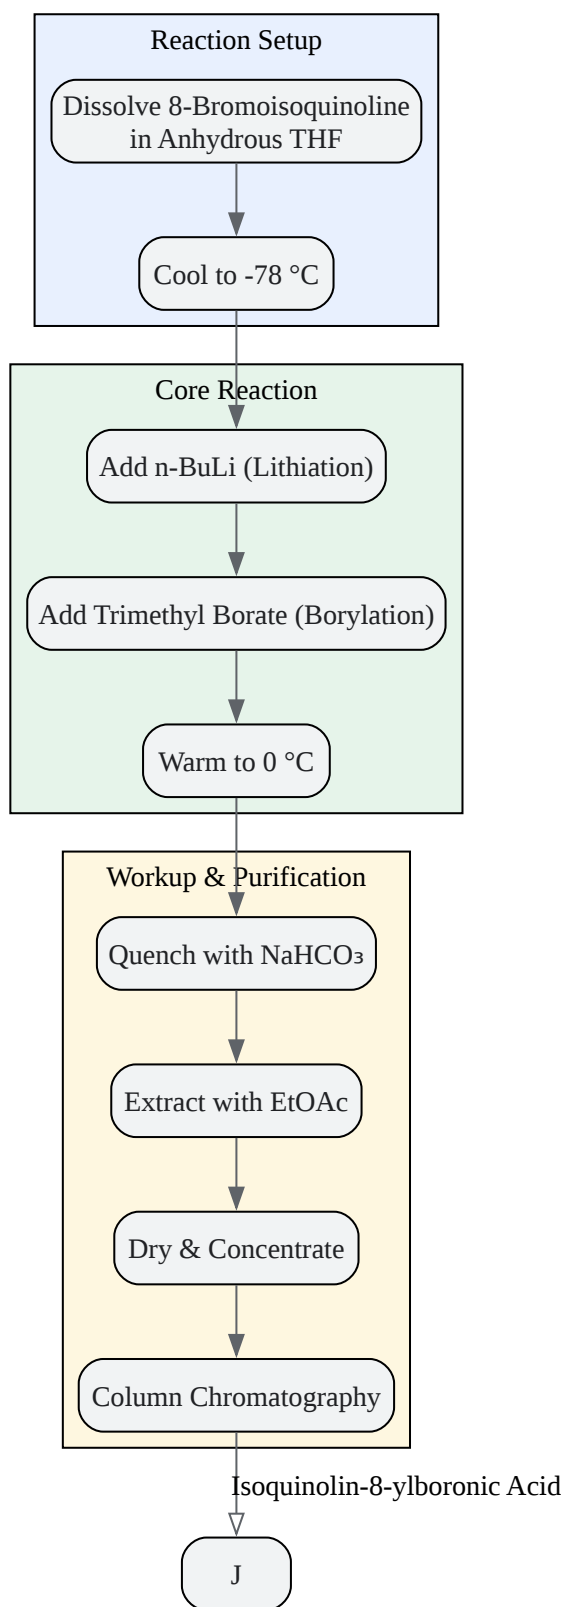 Reaction Setup
Dissolve 8-Bromoisoquinoline
in Anhydrous THF
Cool to -78 °C
Core Reaction
Add n-BuLi (Lithiation)
Add Trimethyl Borate (Borylation)
Warm to 0 °C
Workup & Purification
Quench with NaHCO₃
Extract with EtOAc
Dry & Concentrate
Column Chromatography
Isoquinolin-8-ylboronic Acid
J